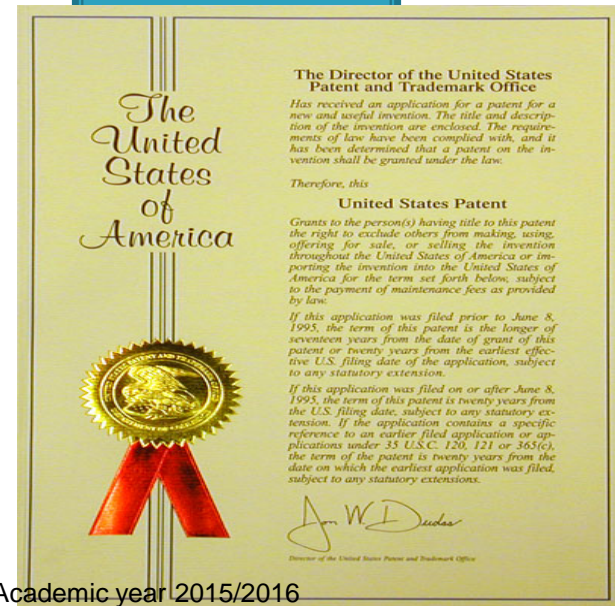 The
United
States
of
America
The Director of the United States
Patent and Trademark Office
Has received an application for a patent for a
new and useful invention. The title and descrip-
tion of the invention are enclosed. The require-
ments of law have been complied with, and it
has been determined that a patent on the in-
vention shall be granted under the law.
Therefore, this
United States Patent
Grants to the person(s) having title to this patent
the right to exclude others from making, using,
offering for sale, or selling the invention
throughout the United States of America or im-
porting the invention into the United States of
America for the term set forth below, subject
to the payment of maintenance fees as provided
by law.
If this application was filed prior to June 8,
1995, the term of this patent is the longer of
seventeen years from the date of grant of this
patent or twenty years from the earliest effec-
tive U.S. filing date of the application, subject
to any statutory extension.
If this application was filed on or after June 8,
1995, the term of this patent is twenty years from
the U.S. filing date, subject to any statutory ex-
tension. If the application contains a specific
reference to an earlier filed application or ap-
plications under 35 U.S.C. 120, 121 or 365(c),
the term of the patent is twenty years from the
date on which the earliest application was filed,
subject to any statutory extensions.
Jon W. Dudas
Director of the United States Patent and Trademark Office
Academic year 2015/2016